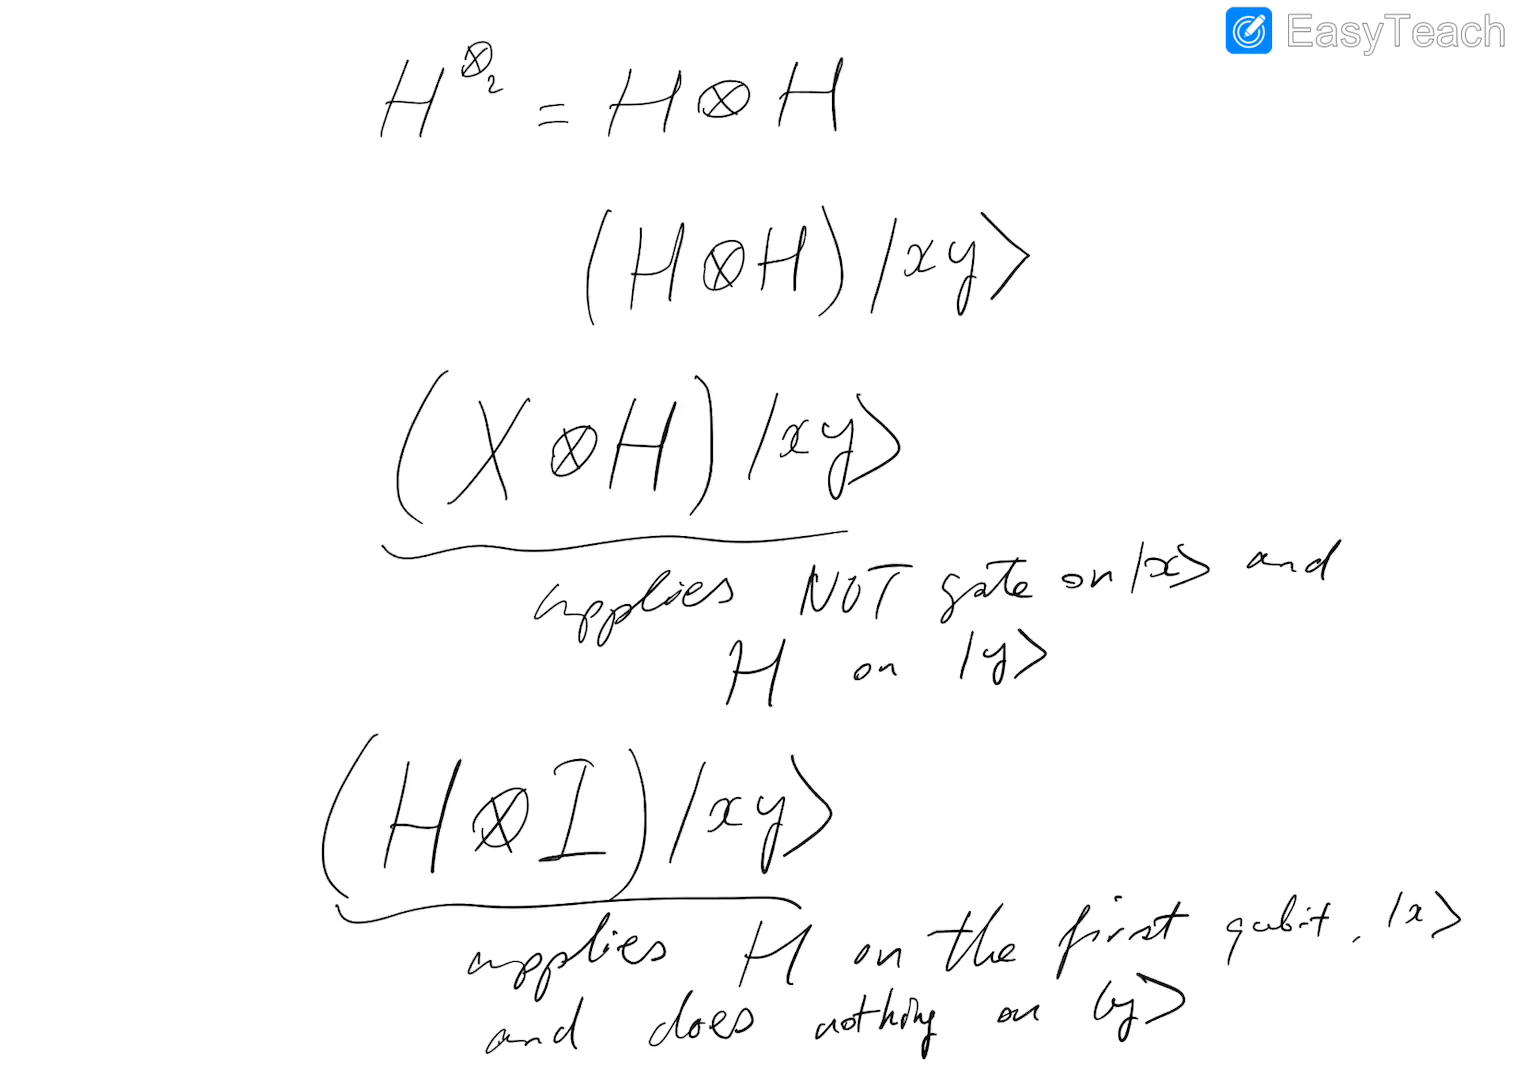 EasyTeach
H^{⊗2} = H ⊗ H
(H ⊗ H) |xy⟩
(X ⊗ H) |xy⟩
applies NOT gate on |x⟩ and
H on |y⟩
(H ⊗ I) |xy⟩
applies H on the first qubit, |x⟩
and does nothing on |y⟩